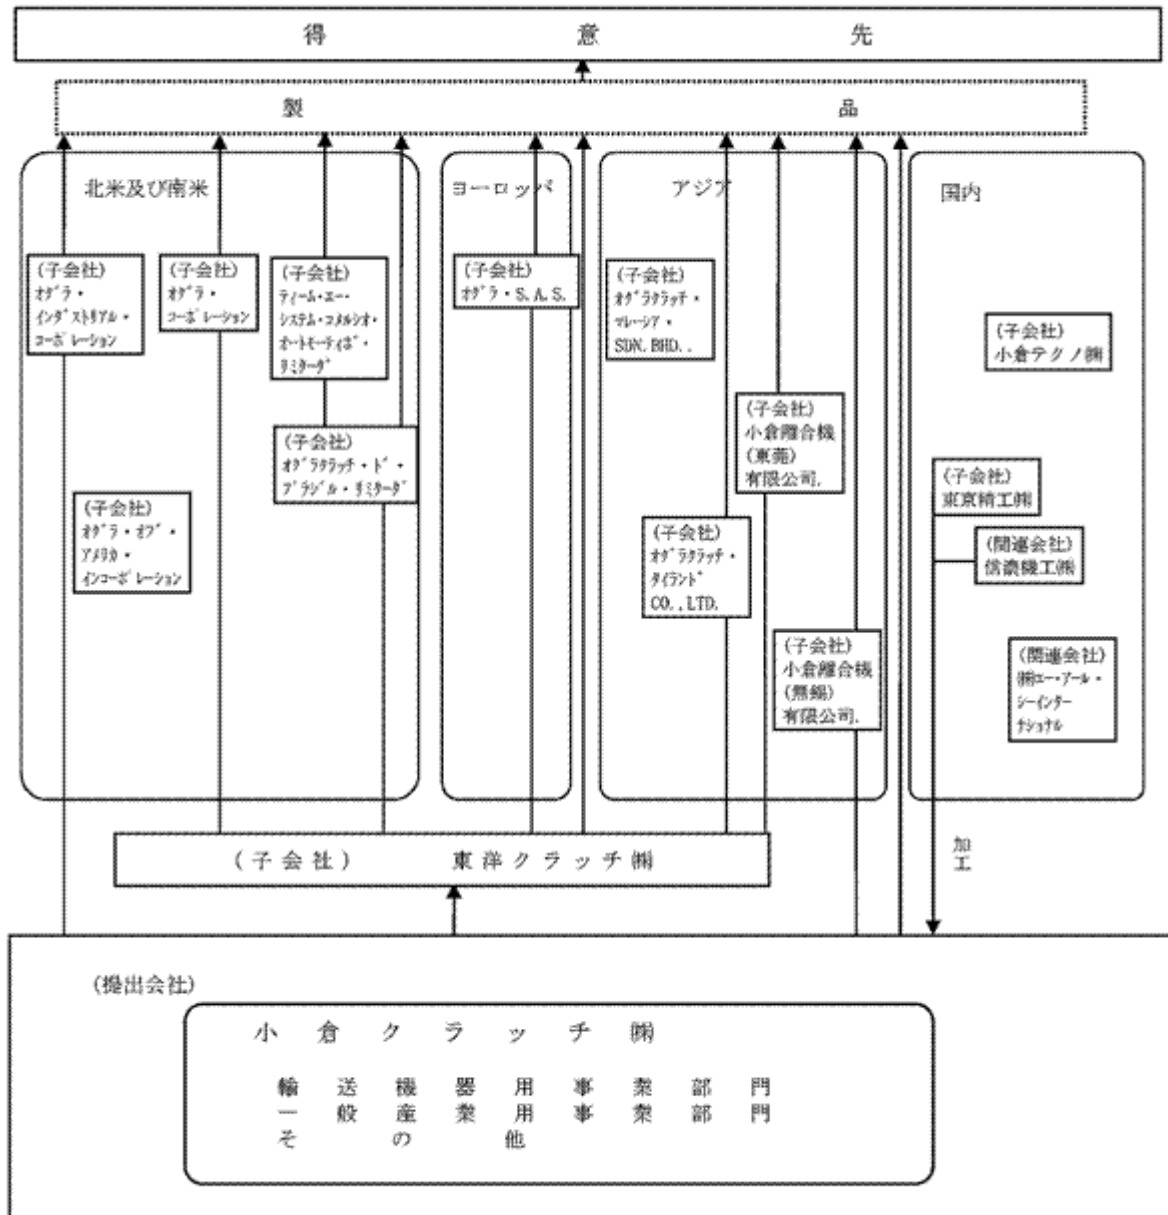 得意先
製品
北米及び南米
ヨーロッパ
アジア
国内
(子会社)
オグラ・
インダストリアル・
コーポレーション
(子会社)
オグラ・
コーポレーション
(子会社)
ティーム・エー・
システム・コメルシオ・
オートモーティボ・
リミターダ
(子会社)
オグラクラッチ・ド・
ブラジル・リミターダ
(子会社)
オグラ・オブ・
アメリカ・
インコーポレーション
(子会社)
オグラ・S.A.S.
(子会社)
オグラクラッチ・
マレーシア・
SDN.BHD..
(子会社)
小倉離合機
(東莞)
有限公司.
(子会社)
オグラクラッチ・
タイランド
CO.,LTD.
(子会社)
小倉離合機
(無錫)
有限公司.
(子会社)
小倉テクノ㈱
(子会社)
東京精工㈱
(関連会社)
信濃機工㈱
(関連会社)
㈱エー・アール・
シーインター
ナショナル
(子会社) 東洋クラッチ㈱
加工
(提出会社)
小倉クラッチ㈱
輸送機器用事業部門
一般産業用事業部門
その他